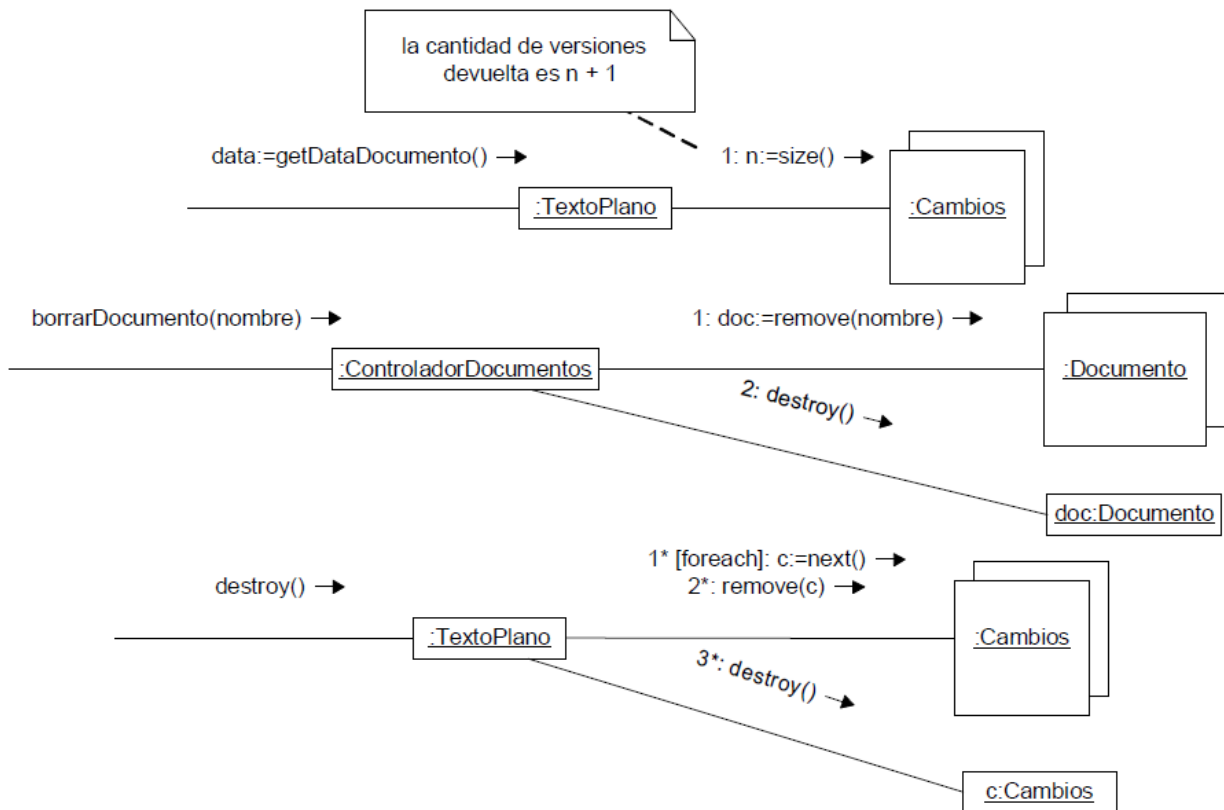 la cantidad de versiones
devuelta es n + 1
data:=getDataDocumento()
1: n:=size()
:TextoPlano
:Cambios
borrarDocumento(nombre)
1: doc:=remove(nombre)
:ControladorDocumentos
:Documento
2: destroy()
doc:Documento
1* [foreach]: c:=next()
destroy()
2*: remove(c)
:TextoPlano
:Cambios
3*: destroy()
c:Cambios